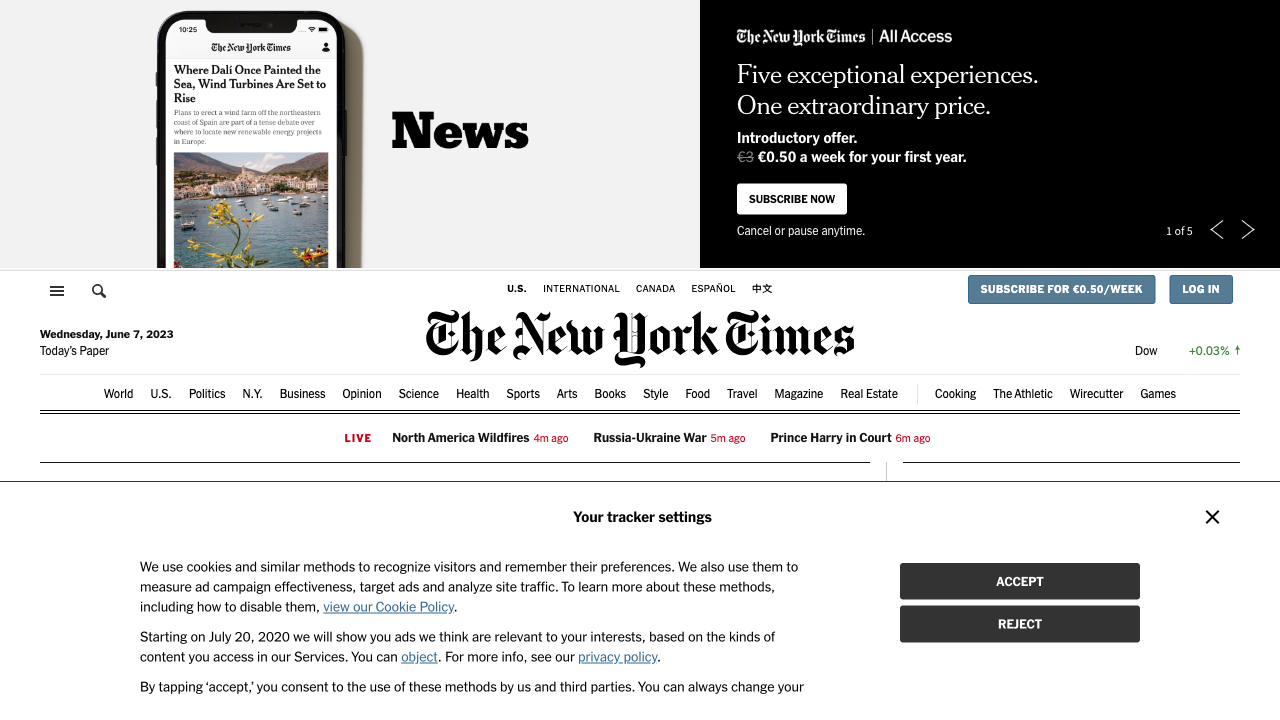 10:25
The New York Times
Where Dalí Once Painted the
Sea, Wind Turbines Are Set to
Rise
Plans to erect a wind farm off the northeastern
coast of Spain are part of a tense debate over
where to locate new renewable energy projects
in Europe.
News
The New York Times | All Access
Five exceptional experiences.
One extraordinary price.
Introductory offer.
€3 €0.50 a week for your first year.
SUBSCRIBE NOW
Cancel or pause anytime.
1 of 5
U.S. INTERNATIONAL CANADA ESPAÑOL 中文
SUBSCRIBE FOR €0.50/WEEK LOG IN
The New York Times
Wednesday, June 7, 2023
Today's Paper
Dow +0.03%
World U.S. Politics N.Y. Business Opinion Science Health Sports Arts Books Style Food Travel Magazine Real Estate Cooking The Athletic Wirecutter Games
LIVE North America Wildfires 4m ago Russia-Ukraine War 5m ago Prince Harry in Court 6m ago
Your tracker settings
We use cookies and similar methods to recognize visitors and remember their preferences. We also use them to
measure ad campaign effectiveness, target ads and analyze site traffic. To learn more about these methods,
including how to disable them, view our Cookie Policy.
Starting on July 20, 2020 we will show you ads we think are relevant to your interests, based on the kinds of
content you access in our Services. You can object. For more info, see our privacy policy.
By tapping ‘accept,’ you consent to the use of these methods by us and third parties. You can always change your
ACCEPT
REJECT